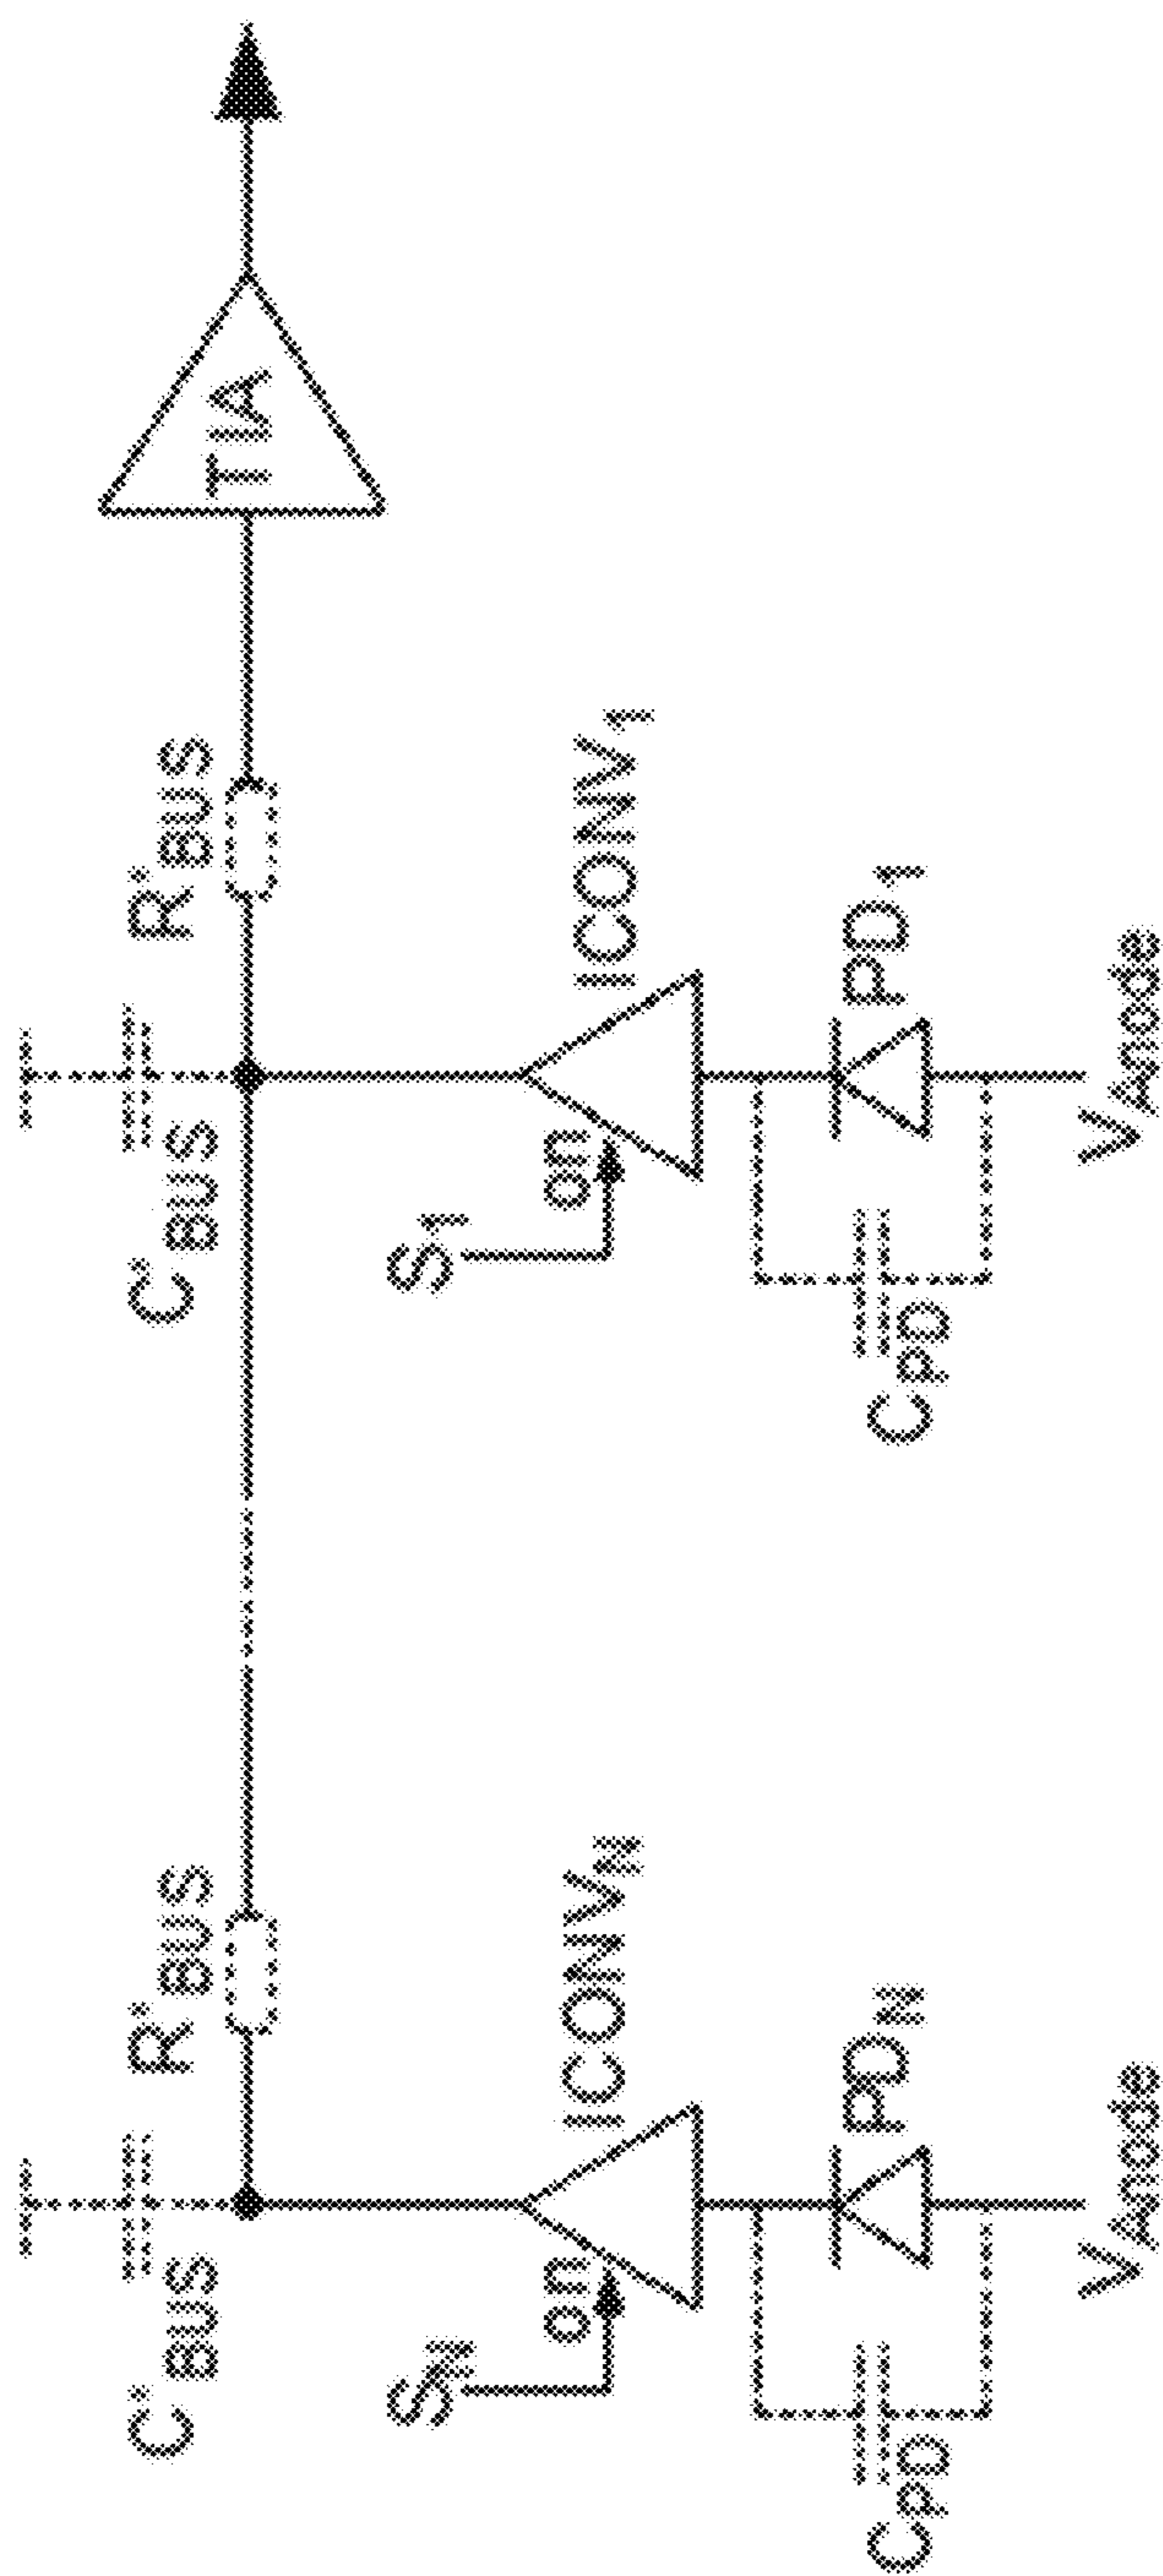 C'BUS
R'BUS
C'BUS
R'BUS
TIA
SN
on
ICONVN
S1
on
ICONV1
CPD
PDN
CPD
PD1
VAnode
VAnode